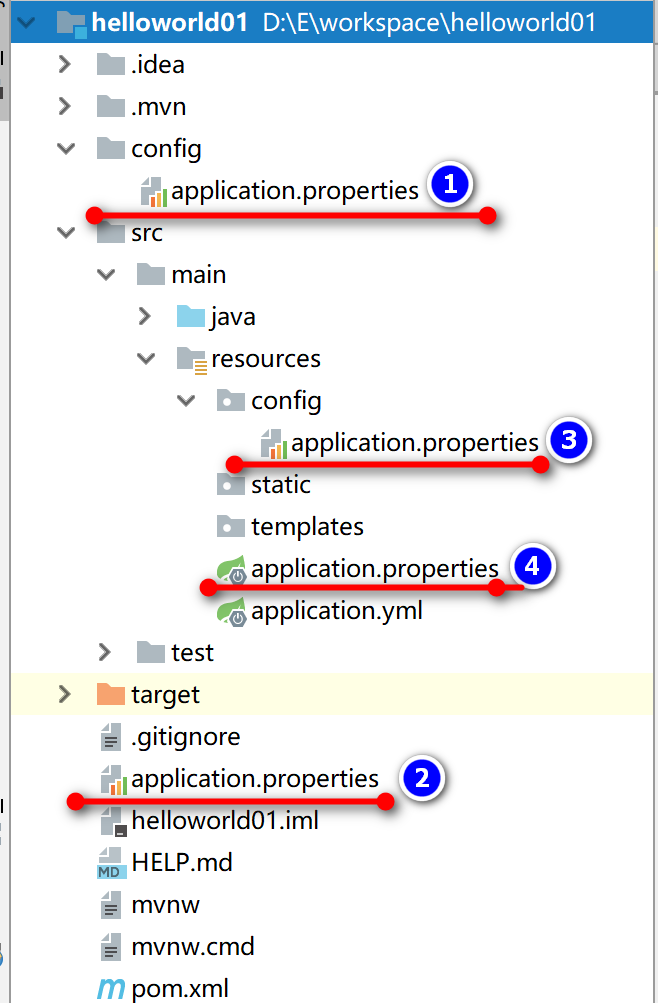 helloworld01 D:\E\workspace\helloworld01
.idea
.mvn
config
application.properties 1
src
main
java
resources
config
application.properties 3
static
templates
application.properties 4
application.yml
test
target
.gitignore
application.properties 2
helloworld01.iml
MD HELP.md
mvnw
mvnw.cmd
m pom.xml